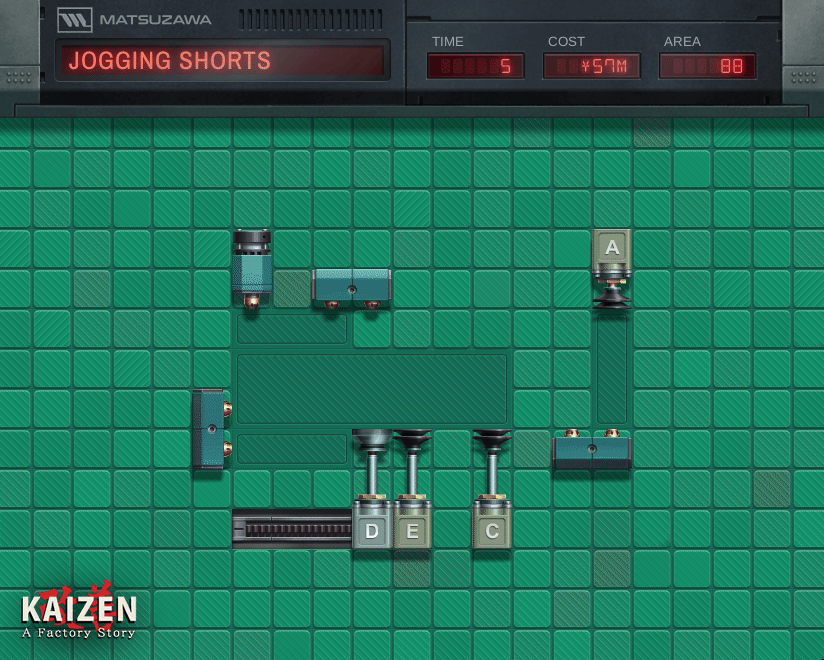 MATSUZAWA
JOGGING SHORTS
TIME COST AREA
5 ¥57M 88
A
D E C
KAIZEN
A Factory Story